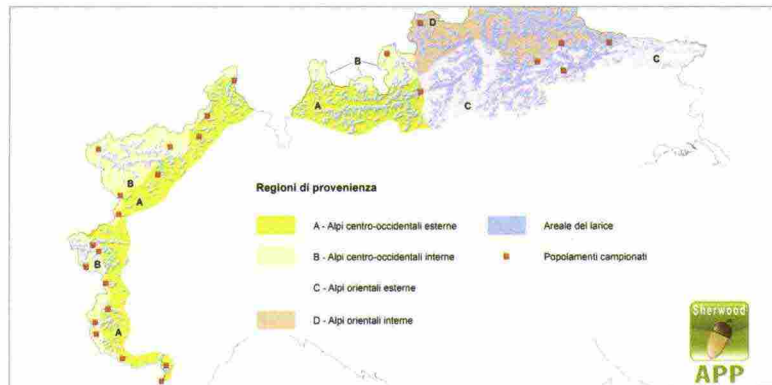 D
B
C
A
C
B
A
B
A
Regioni di provenienza
A - Alpi centro-occidentali esterne
B - Alpi centro-occidentali interne
C - Alpi orientali esterne
D - Alpi orientali interne
Areale del larice
Popolamenti campionati
Sherwood
APP